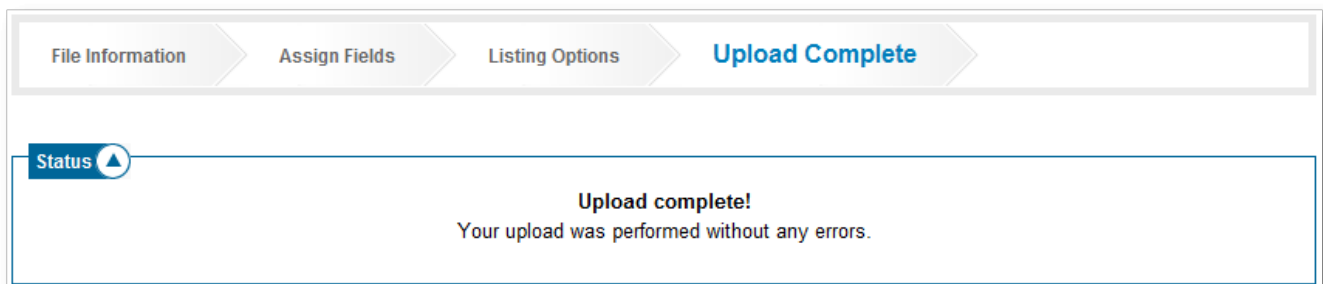 File Information Assign Fields Listing Options Upload Complete
Status
Upload complete!
Your upload was performed without any errors.